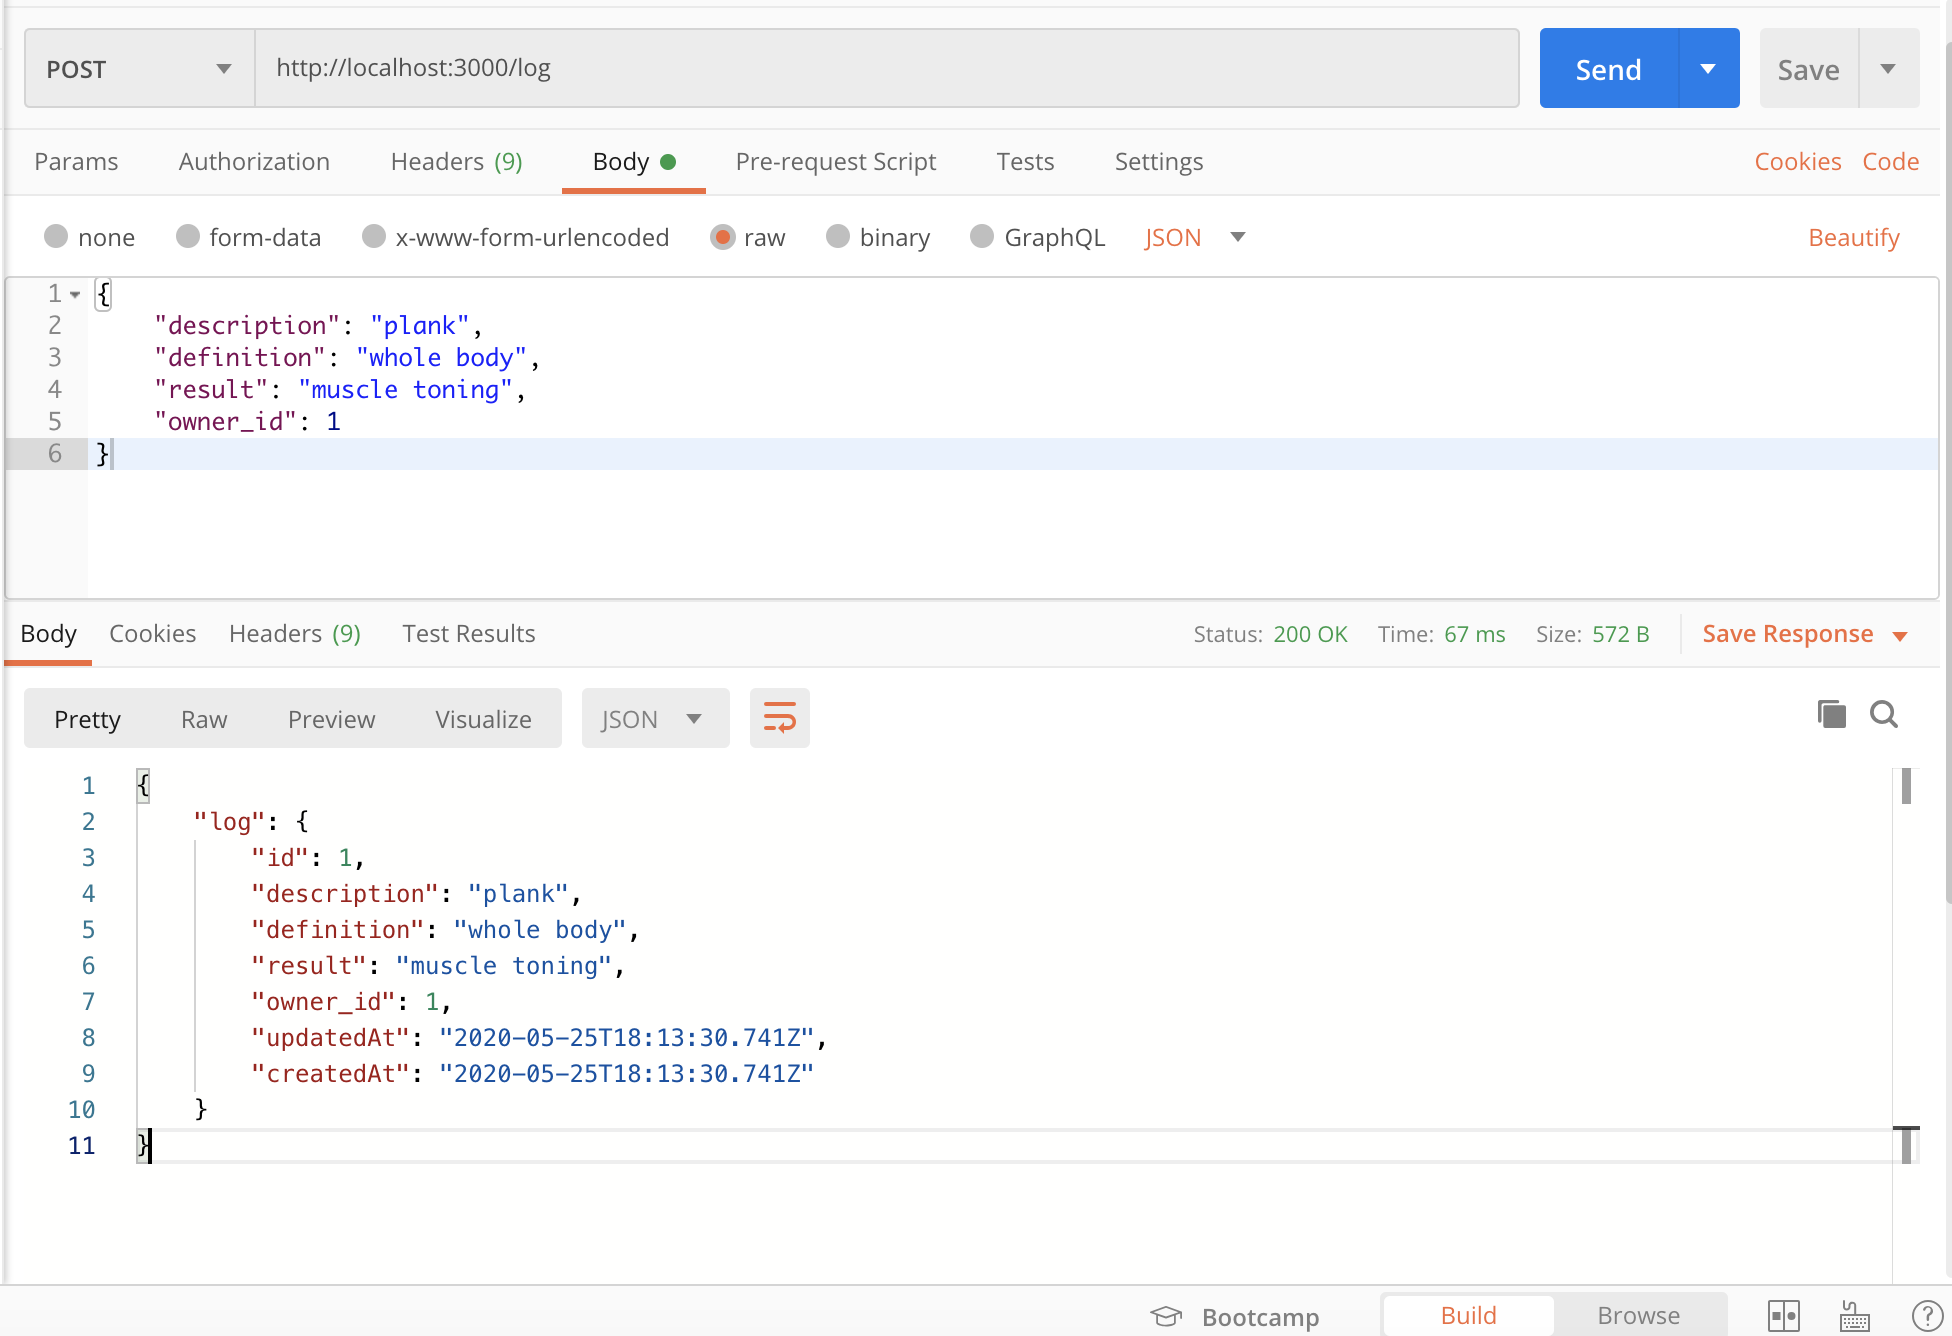 POST http://localhost:3000/log Send Save
Params Authorization Headers (9) Body Pre-request Script Tests Settings Cookies Code
none form-data x-www-form-urlencoded raw binary GraphQL JSON Beautify
1 {
2 "description": "plank",
3 "definition": "whole body",
4 "result": "muscle toning",
5 "owner_id": 1
6 }
Body Cookies Headers (9) Test Results Status: 200 OK Time: 67 ms Size: 572 B Save Response
Pretty Raw Preview Visualize JSON
1 {
2 "log": {
3 "id": 1,
4 "description": "plank",
5 "definition": "whole body",
6 "result": "muscle toning",
7 "owner_id": 1,
8 "updatedAt": "2020-05-25T18:13:30.741Z",
9 "createdAt": "2020-05-25T18:13:30.741Z"
10 }
11 }
Bootcamp Build Browse ?